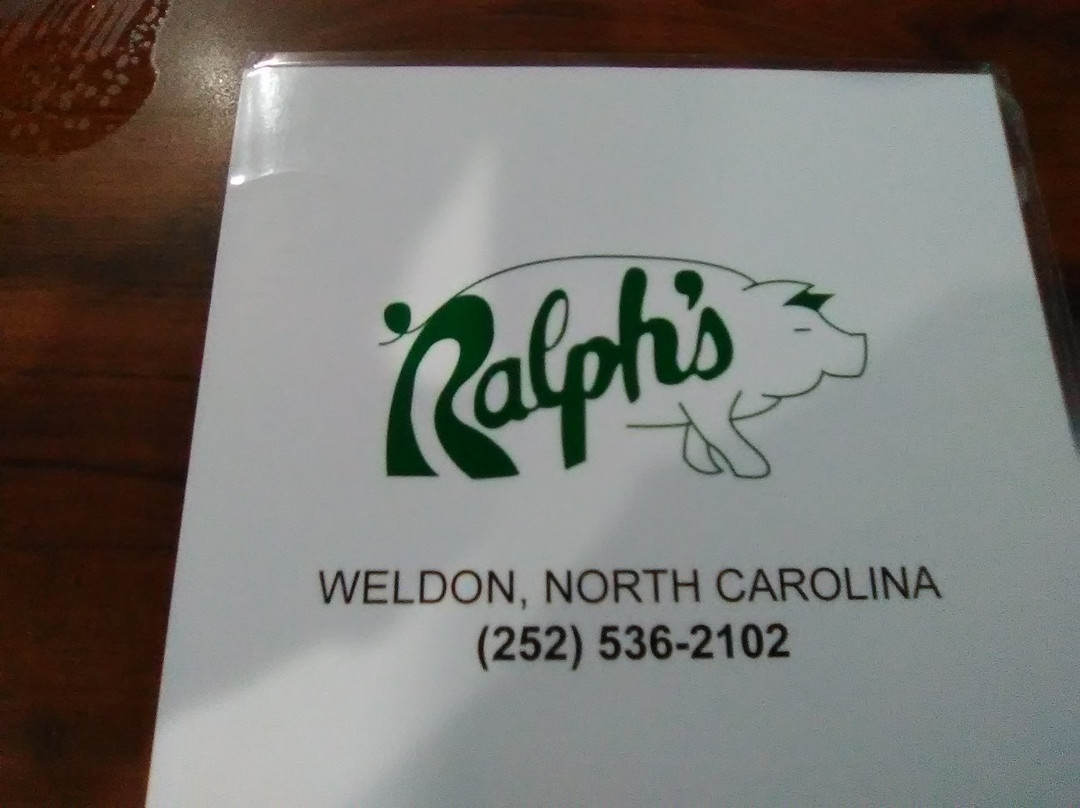 Ralph's
WELDON, NORTH CAROLINA
(252) 536-2102